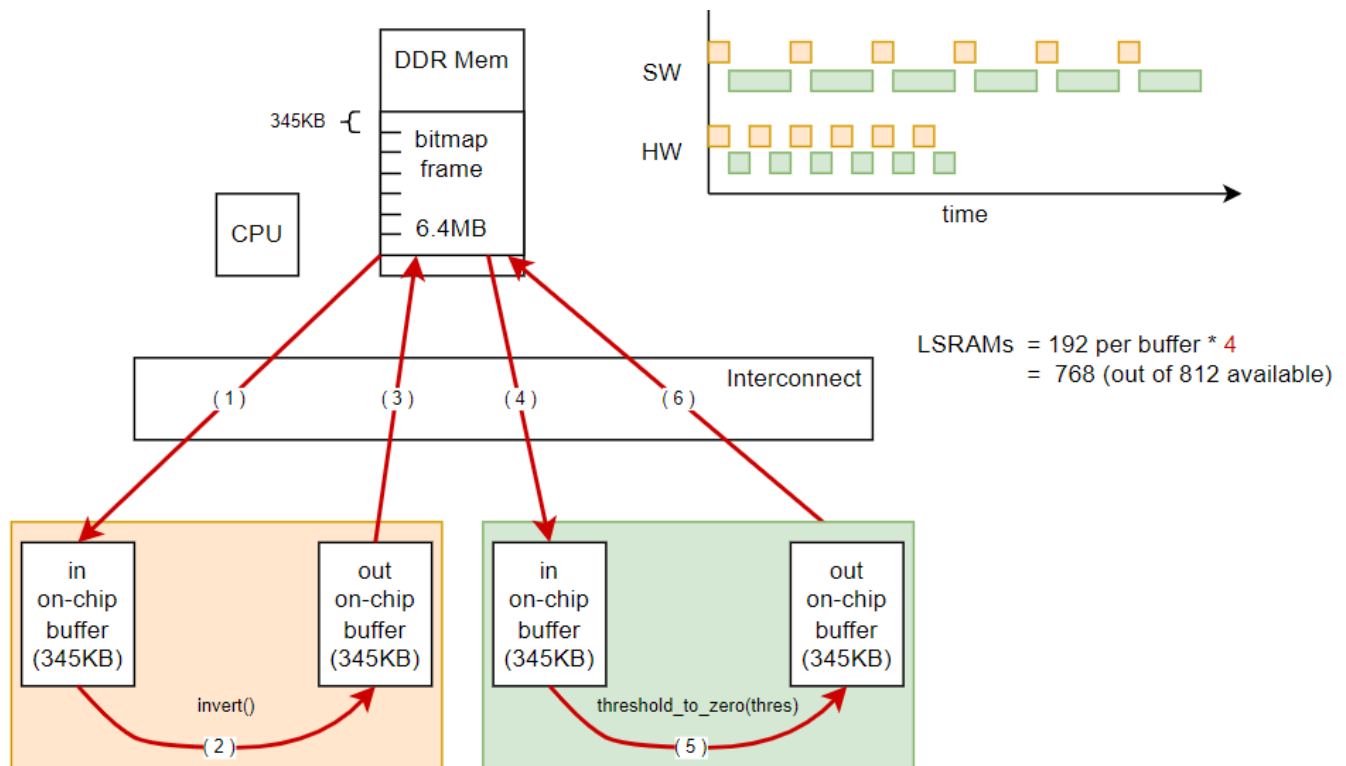 DDR Mem
345KB
bitmap
frame
6.4MB
CPU
SW
HW
time
LSRAMs = 192 per buffer * 4
= 768 (out of 812 available)
Interconnect
( 1 )
( 3 )
( 4 )
( 6 )
in
on-chip
buffer
(345KB)
out
on-chip
buffer
(345KB)
invert()
( 2 )
in
on-chip
buffer
(345KB)
out
on-chip
buffer
(345KB)
threshold_to_zero(thres)
( 5 )